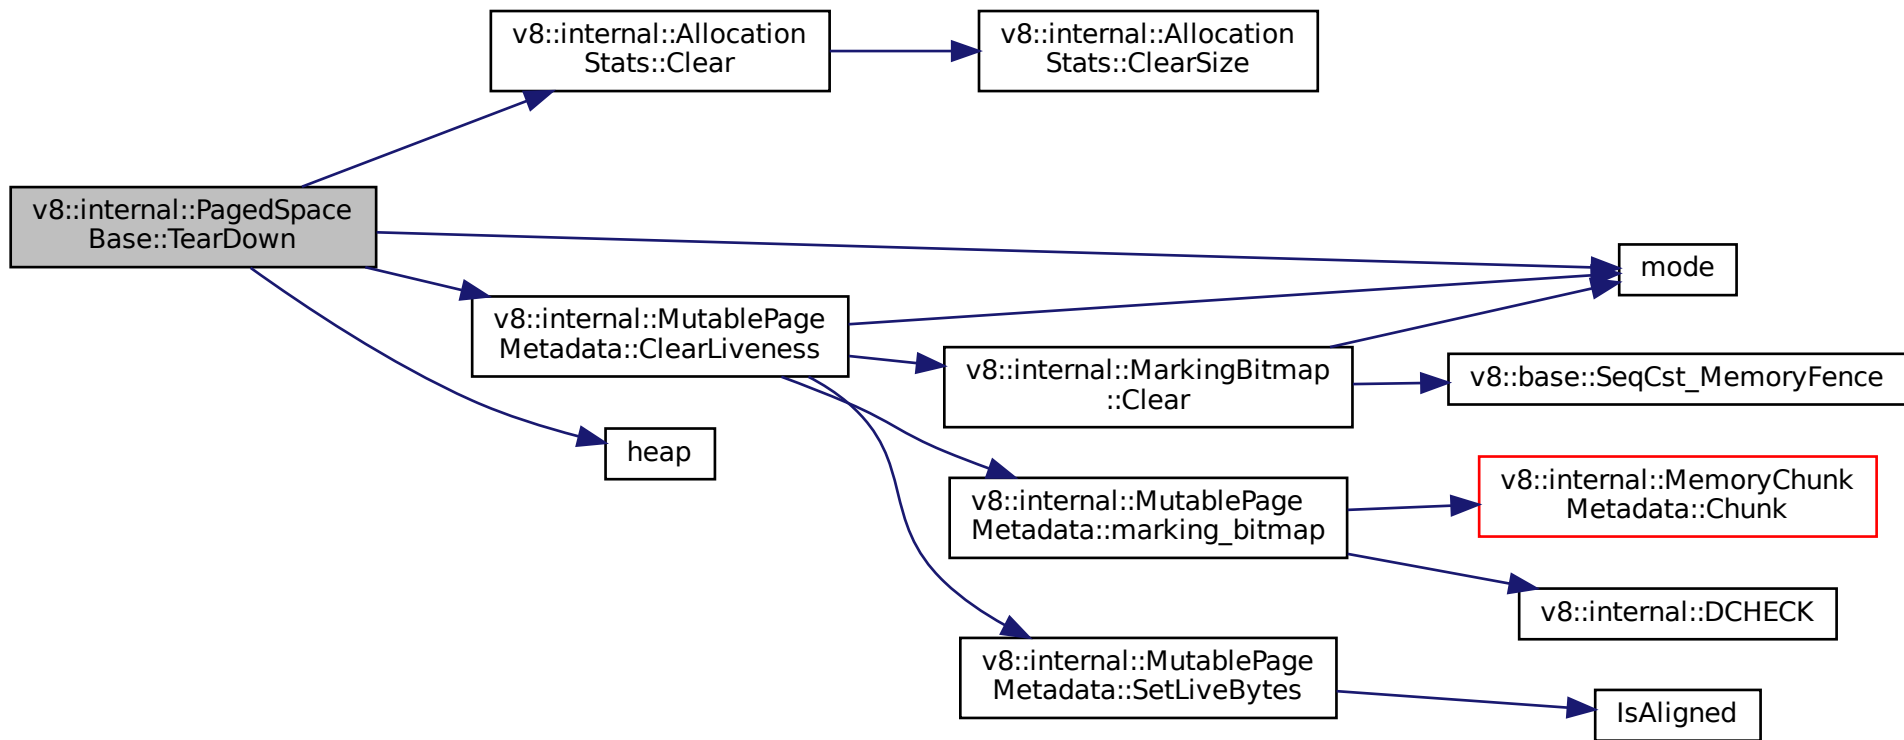 v8::internal::Allocation
Stats::Clear
v8::internal::Allocation
Stats::ClearSize
v8::internal::PagedSpace
Base::TearDown
mode
v8::internal::MutablePage
Metadata::ClearLiveness
v8::internal::MarkingBitmap
::Clear
v8::base::SeqCst_MemoryFence
heap
v8::internal::MutablePage
Metadata::marking_bitmap
v8::internal::MemoryChunk
Metadata::Chunk
v8::internal::DCHECK
v8::internal::MutablePage
Metadata::SetLiveBytes
IsAligned